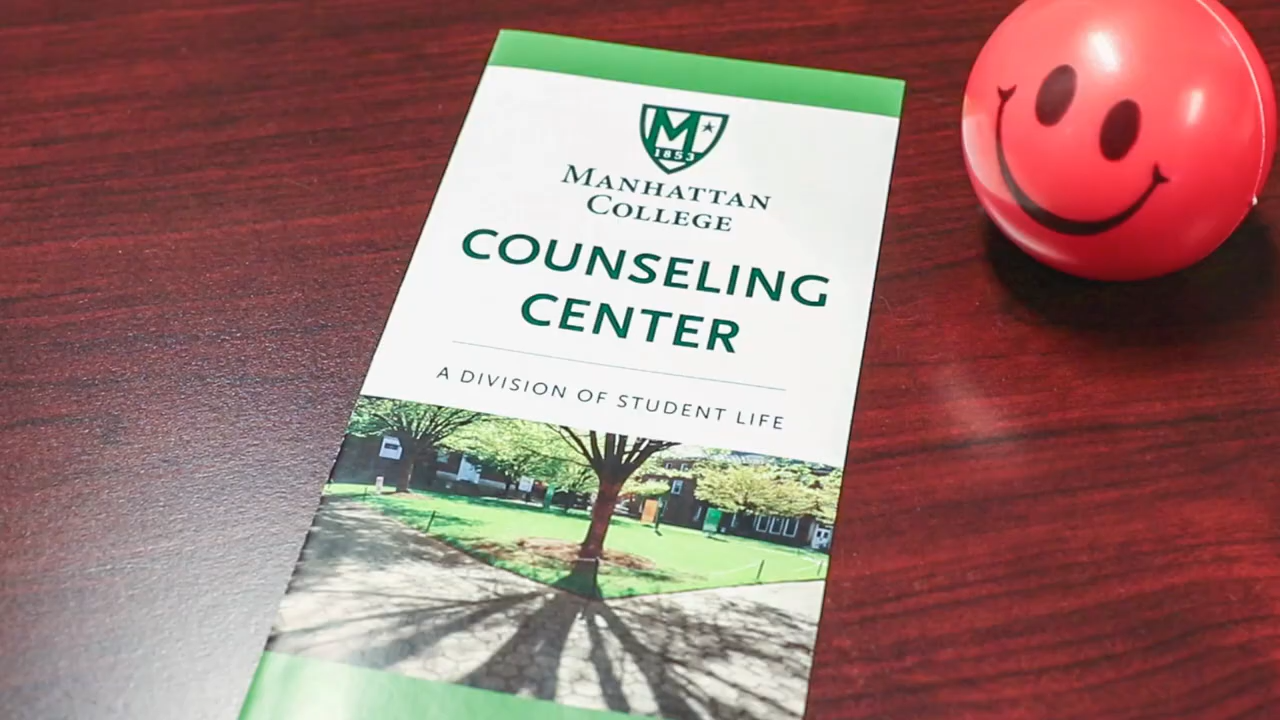 M
1853
MANHATTAN
COLLEGE
COUNSELING
CENTER
A DIVISION OF STUDENT LIFE